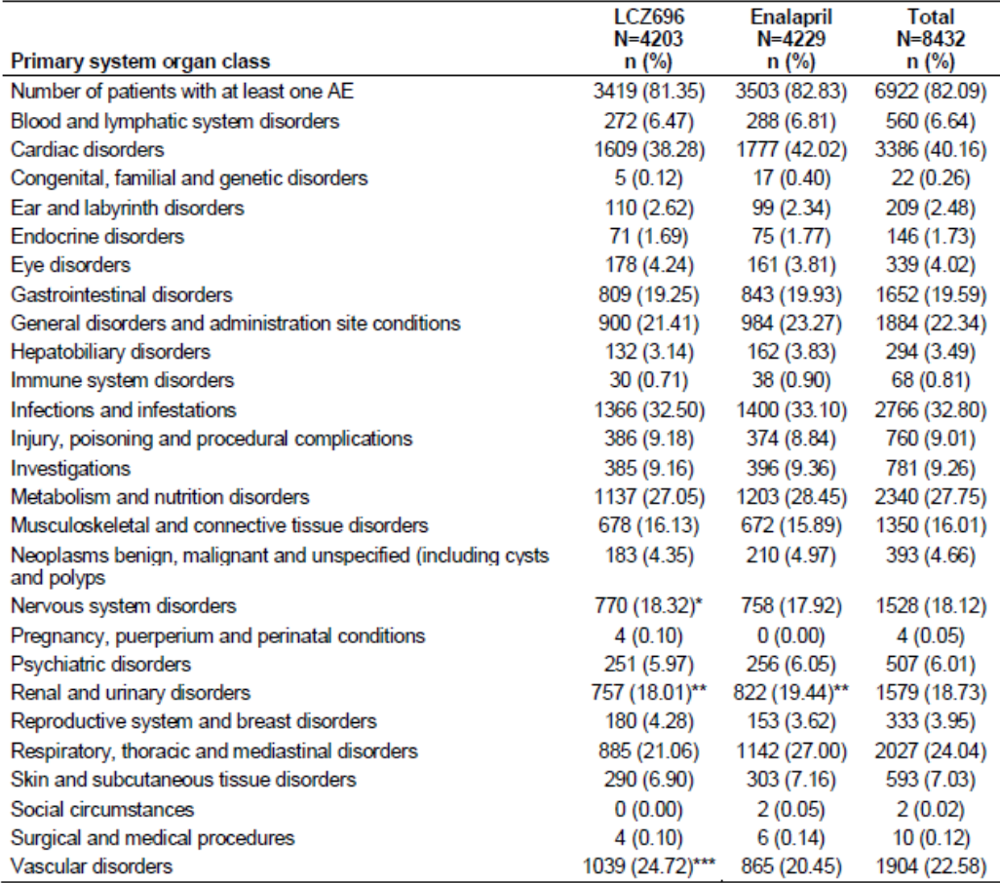 LCZ696 Enalapril Total
N=4203 N=4229 N=8432
Primary system organ class n (%) n (%) n (%)
Number of patients with at least one AE 3419 (81.35) 3503 (82.83) 6922 (82.09)
Blood and lymphatic system disorders 272 (6.47) 288 (6.81) 560 (6.64)
Cardiac disorders 1609 (38.28) 1777 (42.02) 3386 (40.16)
Congenital, familial and genetic disorders 5 (0.12) 17 (0.40) 22 (0.26)
Ear and labyrinth disorders 110 (2.62) 99 (2.34) 209 (2.48)
Endocrine disorders 71 (1.69) 75 (1.77) 146 (1.73)
Eye disorders 178 (4.24) 161 (3.81) 339 (4.02)
Gastrointestinal disorders 809 (19.25) 843 (19.93) 1652 (19.59)
General disorders and administration site conditions 900 (21.41) 984 (23.27) 1884 (22.34)
Hepatobiliary disorders 132 (3.14) 162 (3.83) 294 (3.49)
Immune system disorders 30 (0.71) 38 (0.90) 68 (0.81)
Infections and infestations 1366 (32.50) 1400 (33.10) 2766 (32.80)
Injury, poisoning and procedural complications 386 (9.18) 374 (8.84) 760 (9.01)
Investigations 385 (9.16) 396 (9.36) 781 (9.26)
Metabolism and nutrition disorders 1137 (27.05) 1203 (28.45) 2340 (27.75)
Musculoskeletal and connective tissue disorders 678 (16.13) 672 (15.89) 1350 (16.01)
Neoplasms benign, malignant and unspecified (including cysts 183 (4.35) 210 (4.97) 393 (4.66)
and polyps
Nervous system disorders 770 (18.32)* 758 (17.92) 1528 (18.12)
Pregnancy, puerperium and perinatal conditions 4 (0.10) 0 (0.00) 4 (0.05)
Psychiatric disorders 251 (5.97) 256 (6.05) 507 (6.01)
Renal and urinary disorders 757 (18.01)** 822 (19.44)** 1579 (18.73)
Reproductive system and breast disorders 180 (4.28) 153 (3.62) 333 (3.95)
Respiratory, thoracic and mediastinal disorders 885 (21.06) 1142 (27.00) 2027 (24.04)
Skin and subcutaneous tissue disorders 290 (6.90) 303 (7.16) 593 (7.03)
Social circumstances 0 (0.00) 2 (0.05) 2 (0.02)
Surgical and medical procedures 4 (0.10) 6 (0.14) 10 (0.12)
Vascular disorders 1039 (24.72)*** 865 (20.45) 1904 (22.58)